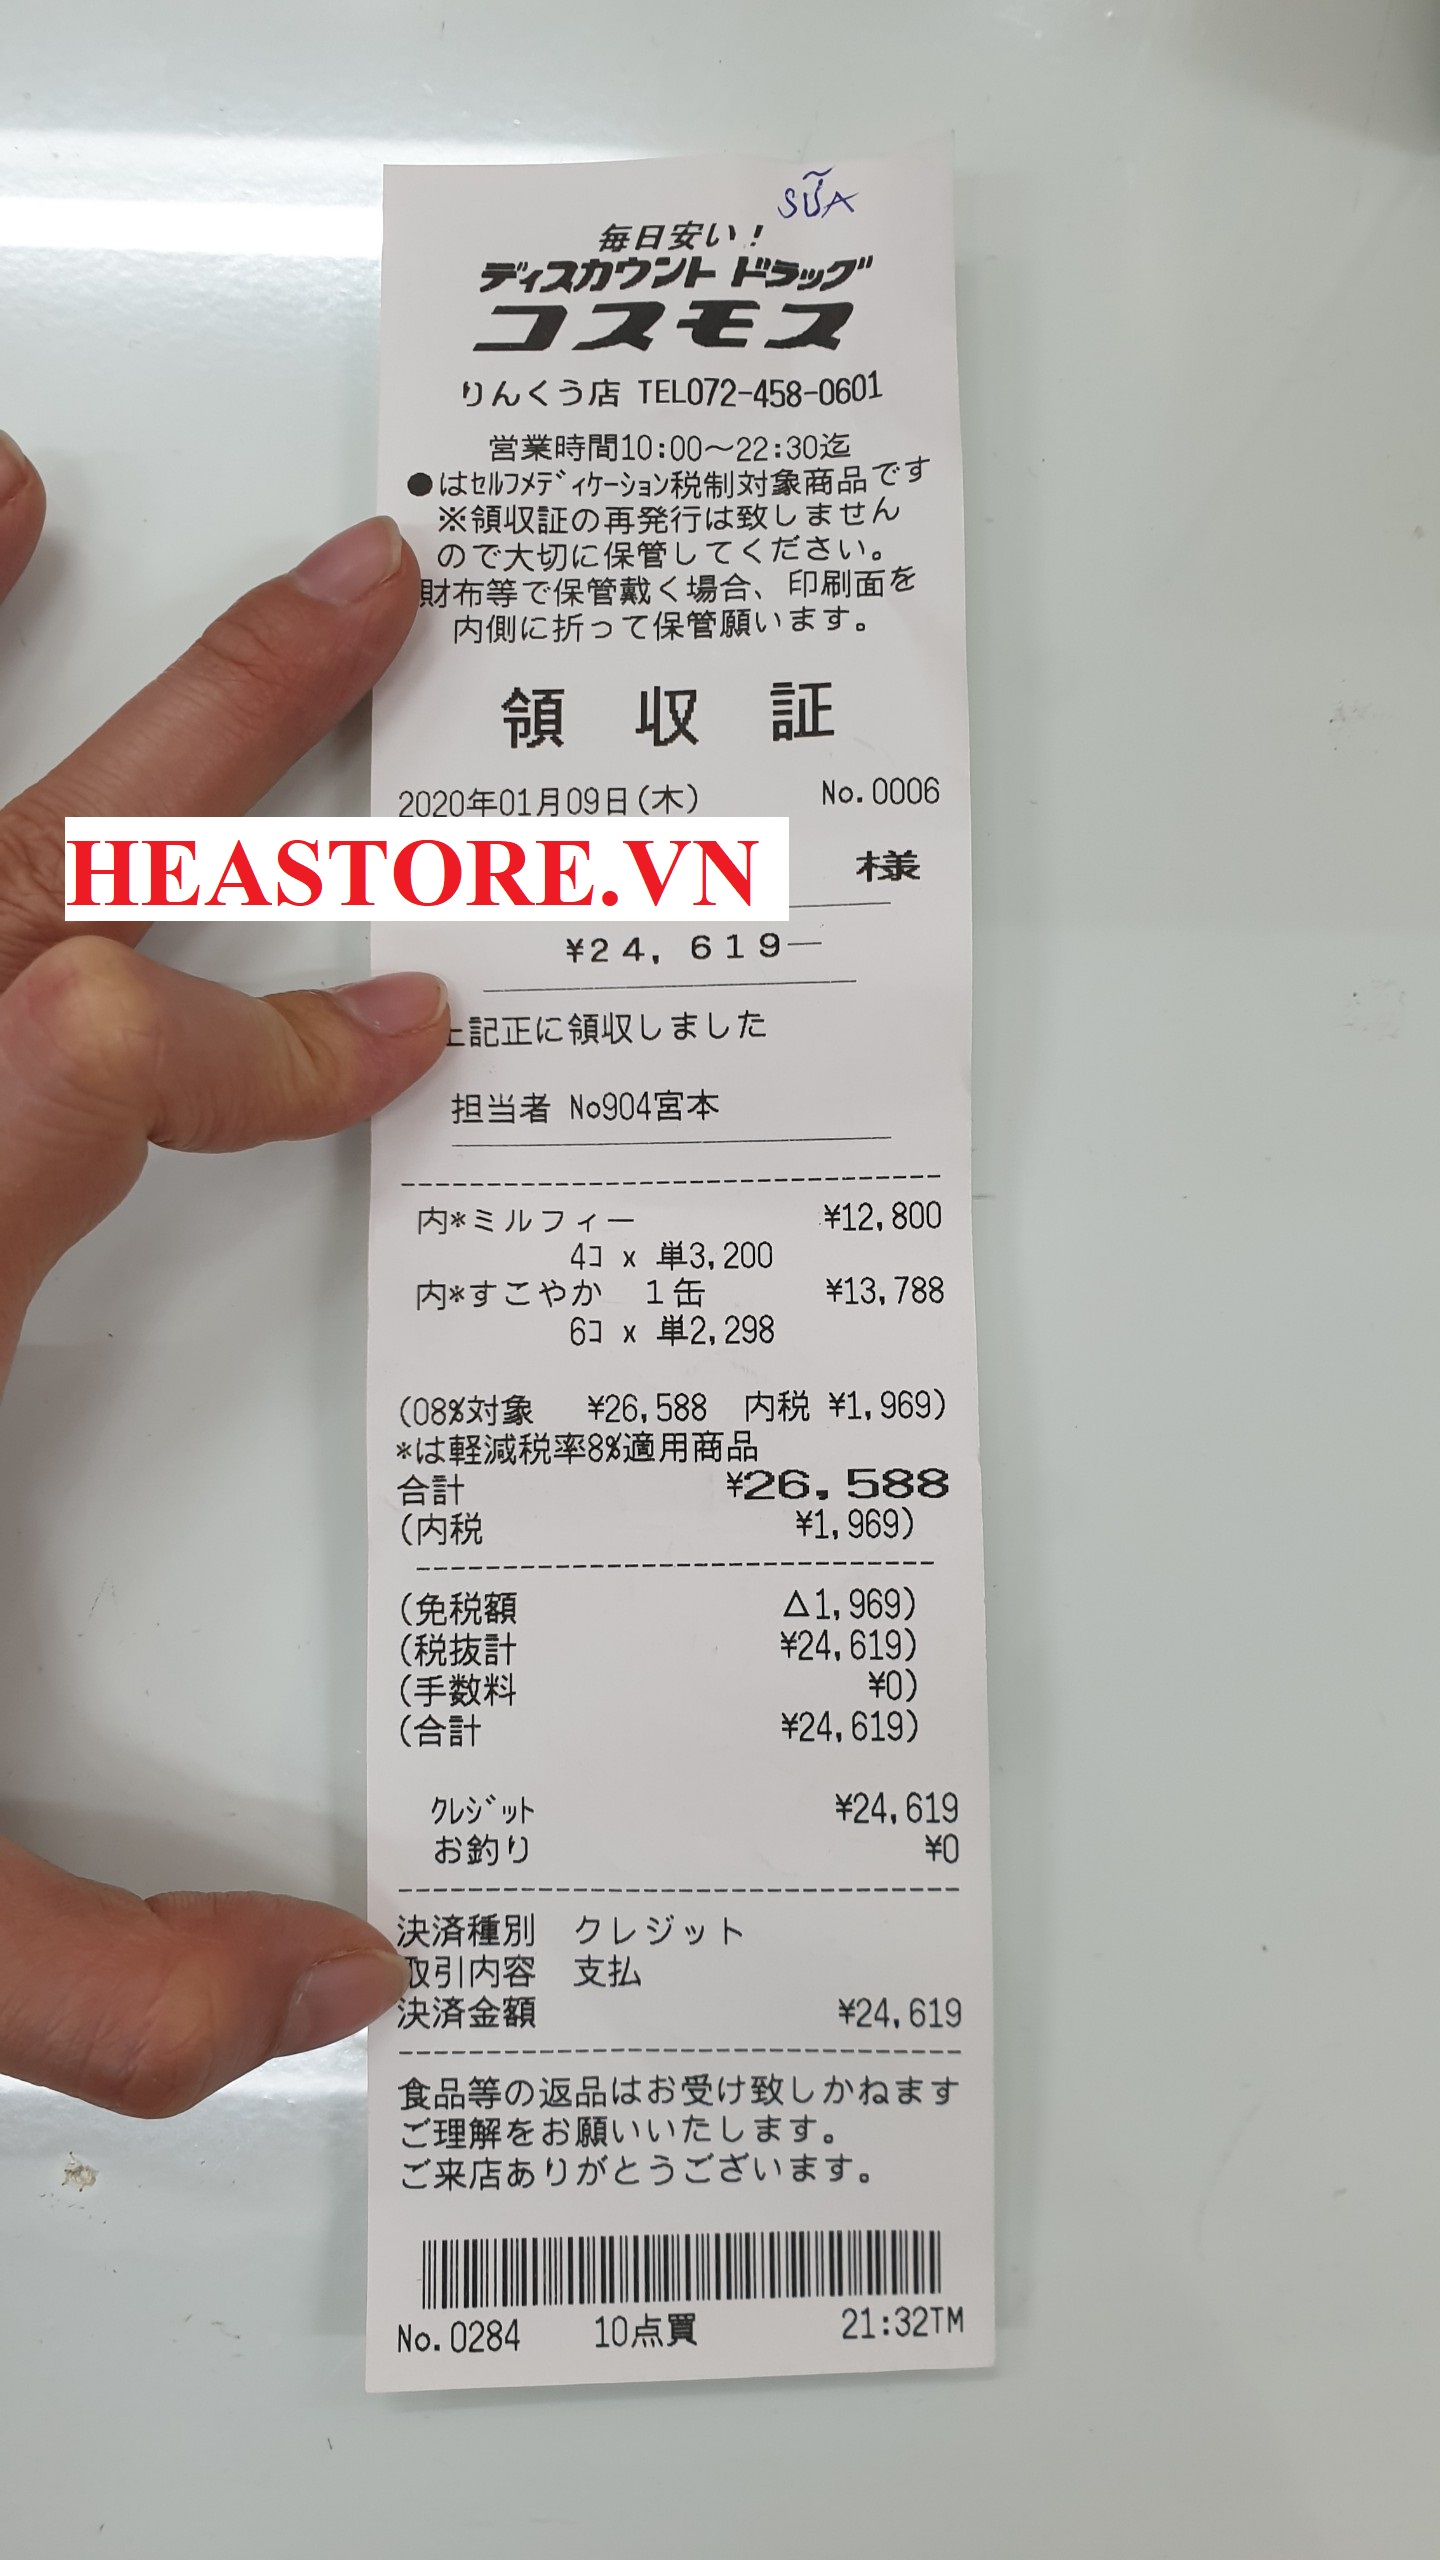 SỮA
毎日安い!
ディスカウント ドラッグ
コスモス
りんくう店 TEL072-458-0601
営業時間10:00〜22:30迄
●はｾﾙﾌﾒﾃﾞｨｹｰｼｮﾝ税制対象商品です
※領収証の再発行は致しません
ので大切に保管してください。
財布等で保管戴く場合、印刷面を
内側に折って保管願います。
領 収 証
2020年01月09日(木) No.0006
HEASTORE.VN 様
¥24, 619—
上記正に領収しました
担当者 No904宮本
内*ミルフィー ¥12,800
4ｺ x 単3,200
内*すこやか 1缶 ¥13,788
6ｺ x 単2,298
(08%対象 ¥26,588 内税 ¥1,969)
*は軽減税率8%適用商品
合計 ¥26,588
(内税 ¥1,969)
(免税額 △1,969)
(税抜計 ¥24,619)
(手数料 ¥0)
(合計 ¥24,619)
ｸﾚｼﾞｯﾄ ¥24,619
お釣り ¥0
決済種別 クレジット
取引内容 支払
決済金額 ¥24,619
食品等の返品はお受け致しかねます
ご理解をお願いいたします。
ご来店ありがとうございます。
No.0284 10点買 21:32TM